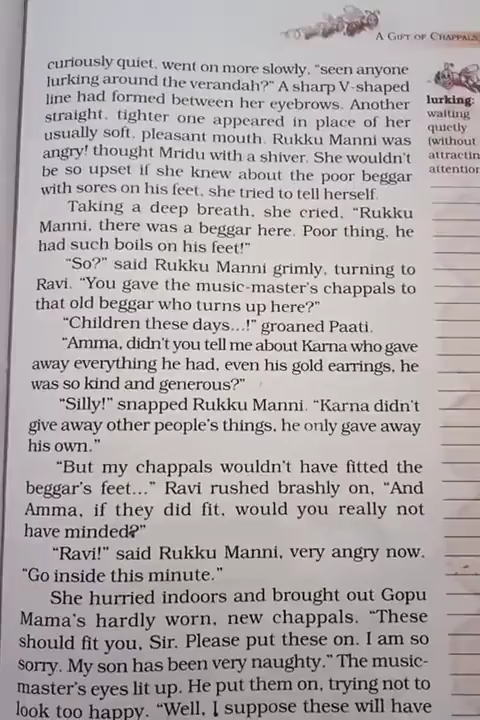 A GIFT OF CHAPPALS
curiously quiet, went on more slowly, “seen anyone
lurking around the verandah?” A sharp V-shaped
line had formed between her eyebrows. Another
straight, tighter one appeared in place of her
usually soft, pleasant mouth. Rukku Manni was
angry! thought Mridu with a shiver. She wouldn't
be so upset if she knew about the poor beggar
with sores on his feet, she tried to tell herself.
Taking a deep breath, she cried, “Rukku
Manni, there was a beggar here. Poor thing, he
had such boils on his feet!”
“So?” said Rukku Manni grimly, turning to
Ravi. “You gave the music-master's chappals to
that old beggar who turns up here?”
“Children these days...!” groaned Paati.
“Amma, didn't you tell me about Karna who gave
away everything he had, even his gold earrings, he
was so kind and generous?”
“Silly!” snapped Rukku Manni. “Karna didn't
give away other people's things, he only gave away
his own.”
“But my chappals wouldn't have fitted the
beggar's feet...” Ravi rushed brashly on, “And
Amma, if they did fit, would you really not
have minded?”
“Ravi!” said Rukku Manni, very angry now.
“Go inside this minute.”
She hurried indoors and brought out Gopu
Mama's hardly worn, new chappals. “These
should fit you, Sir. Please put these on. I am so
sorry. My son has been very naughty.” The music-
master's eyes lit up. He put them on, trying not to
look too happy. “Well, I suppose these will have
lurking:
waiting
quietly
(without
attractin
attention